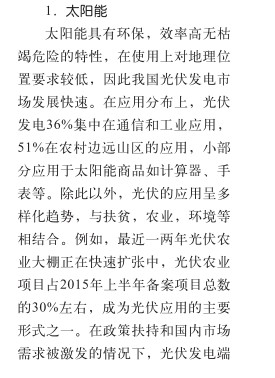 1．太阳能
太阳能具有环保，效率高无枯
竭危险的特性，在使用上对地理位
置要求较低，因此我国光伏发电市
场发展快速。在应用分布上，光伏
发电36%集中在通信和工业应用，
51%在农村边远山区的应用，小部
分应用于太阳能商品如计算器、手
表等。除此以外，光伏的应用呈多
样化趋势，与扶贫，农业，环境等
相结合。例如，最近一两年光伏农
业大棚正在快速扩张中，光伏农业
项目占2015年上半年备案项目总数
的30%左右，成为光伏应用的主要
形式之一。在政策扶持和国内市场
需求被激发的情况下，光伏发电端